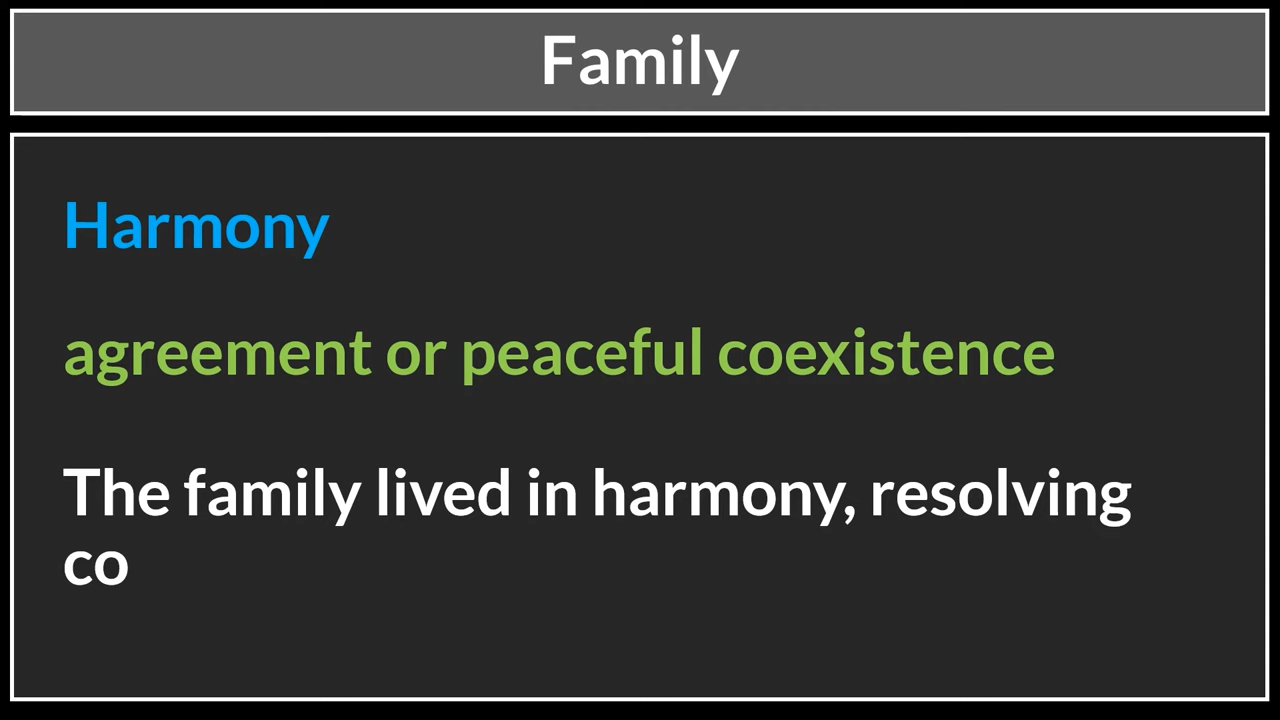 Family
Harmony
agreement or peaceful coexistence
The family lived in harmony, resolving
co